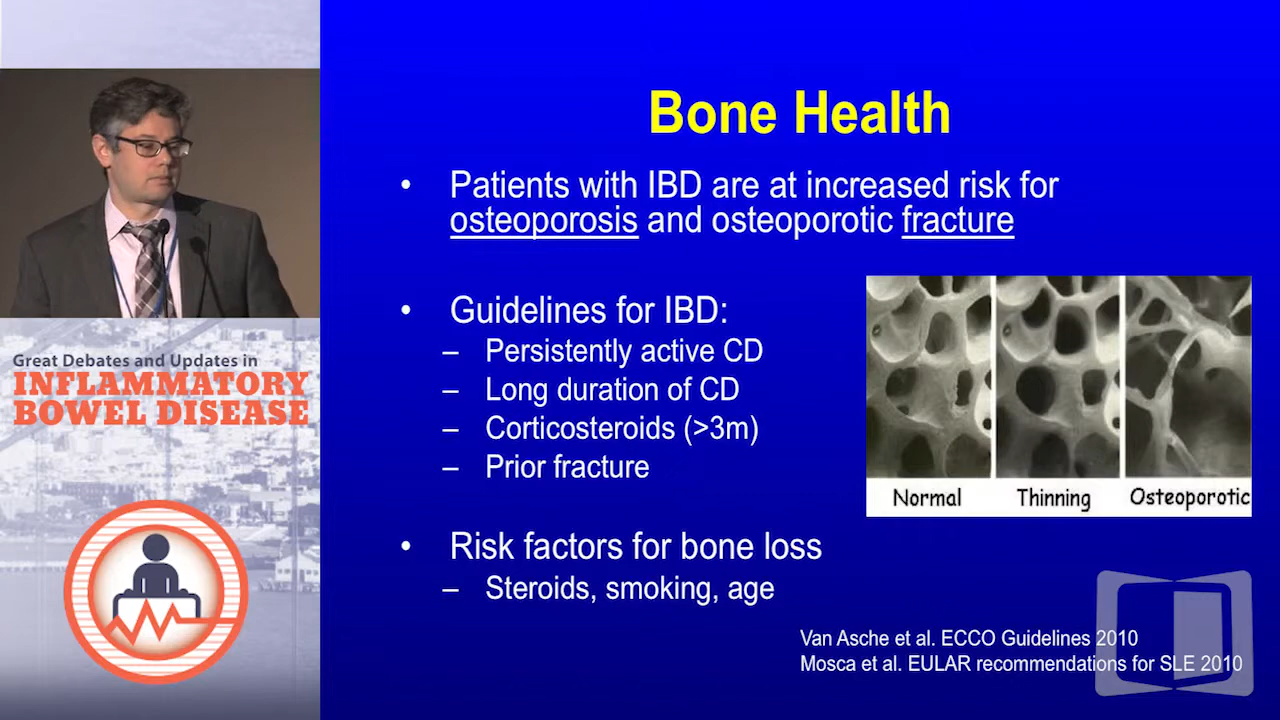 Bone Health
• Patients with IBD are at increased risk for
osteoporosis and osteoporotic fracture
• Guidelines for IBD:
– Persistently active CD
– Long duration of CD
– Corticosteroids (>3m)
– Prior fracture
Normal
Thinning
Osteoporotic
• Risk factors for bone loss
– Steroids, smoking, age
Van Asche et al. ECCO Guidelines 2010
Mosca et al. EULAR recommendations for SLE 2010
Great Debates and Updates in
INFLAMMATORY
BOWEL DISEASE